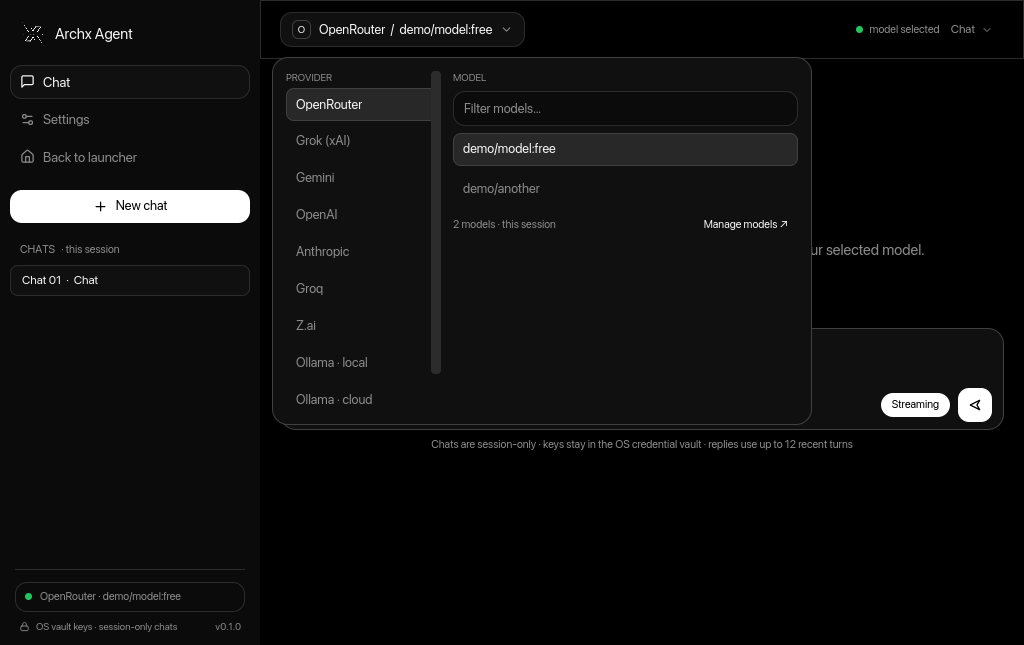 Archx Agent
Chat
Settings
Back to launcher
New chat
CHATS · this session
Chat 01 · Chat
OpenRouter · demo/model:free
OS vault keys · session-only chats v0.1.0
O OpenRouter / demo/model:free
model selected Chat
PROVIDER
OpenRouter
Grok (xAI)
Gemini
OpenAI
Anthropic
Groq
Z.ai
Ollama · local
Ollama · cloud
MODEL
Filter models...
demo/model:free
demo/another
2 models · this session Manage models ↗
ur selected model.
Streaming
Chats are session-only · keys stay in the OS credential vault · replies use up to 12 recent turns